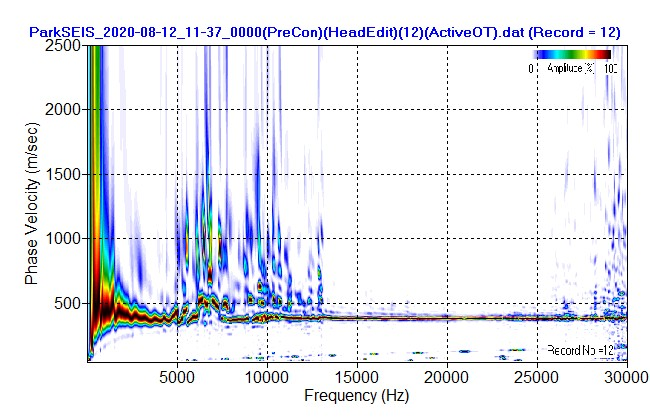 ParkSEIS_2020-08-12_11-37_0000(PreCon)(HeadEdit)(12)(ActiveOT).dat (Record = 12)
2500
2000
1500
1000
500
Phase Velocity (m/sec)
0 Amplitude %
Record No =12
5000 10000 15000 20000 25000 30000
Frequency (Hz)